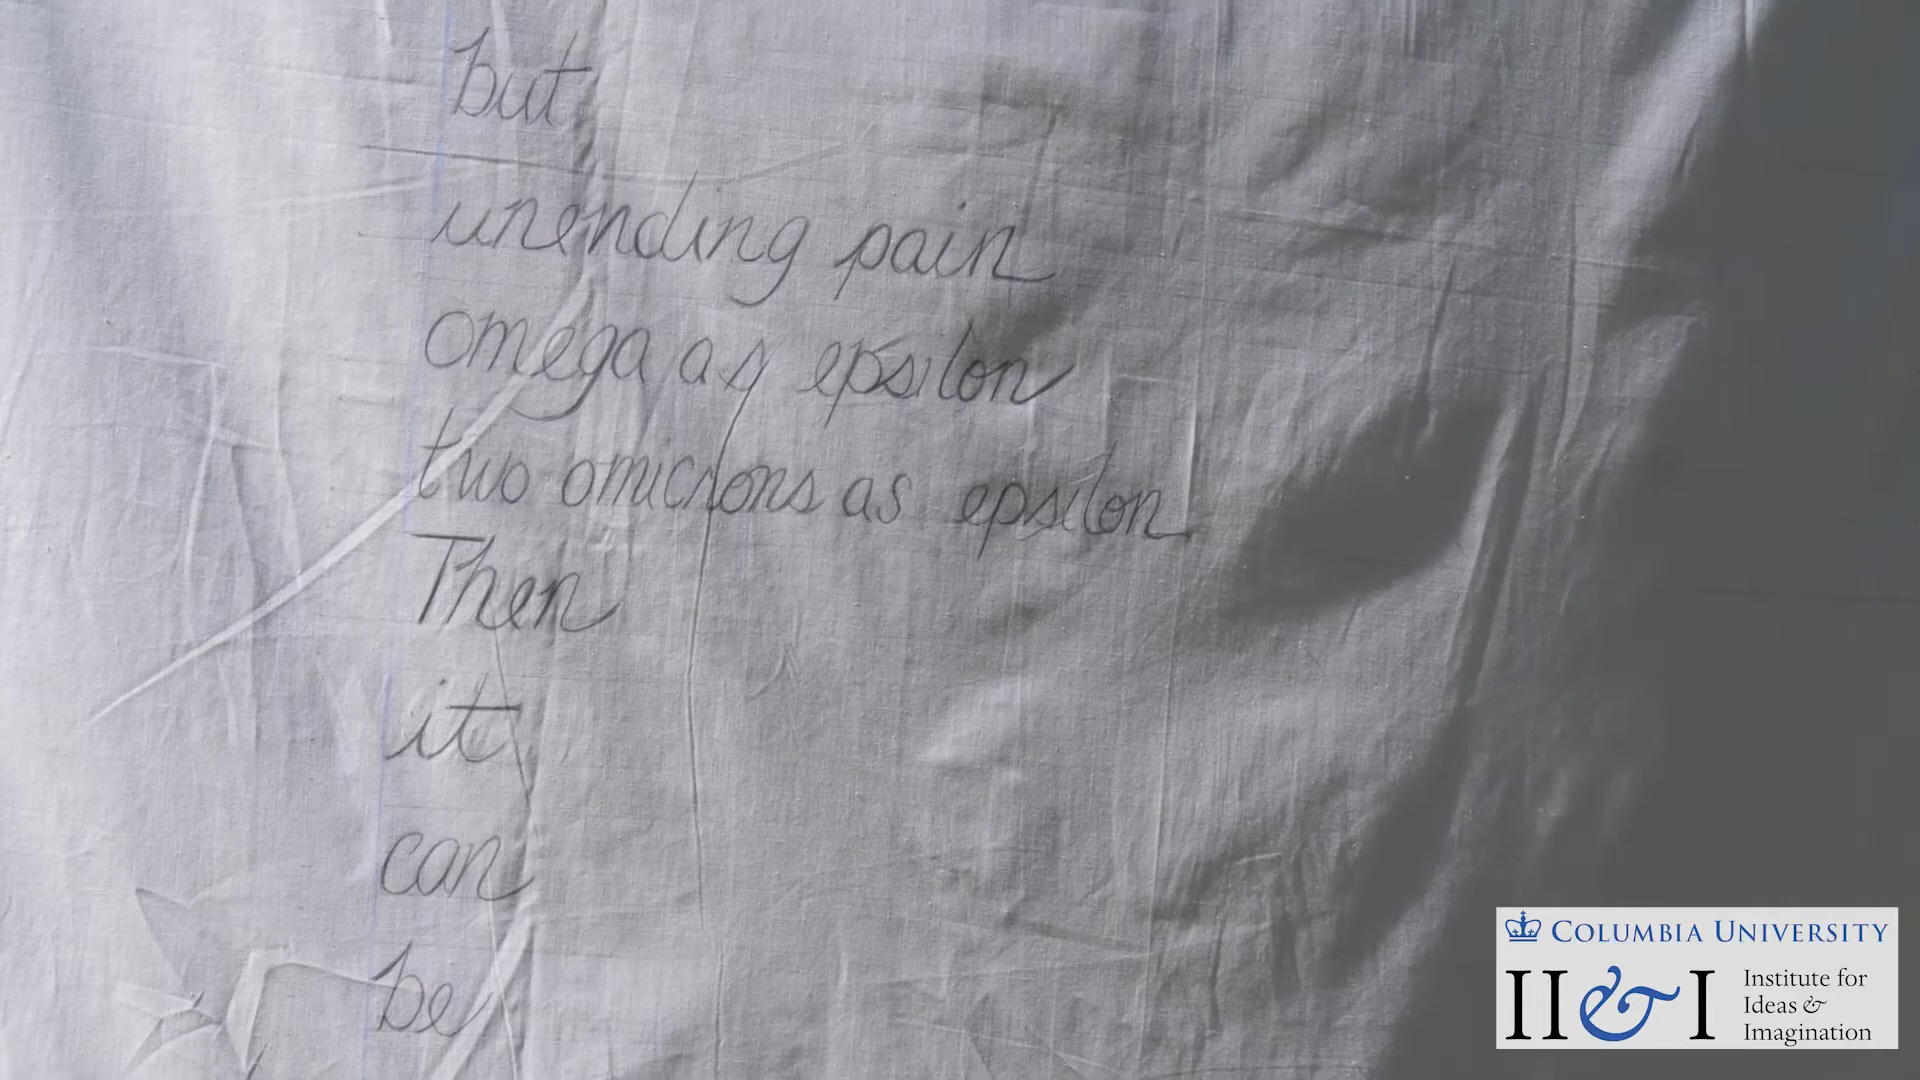 but
unending pain
omega as epsilon
two omicrons as epsilon
Then
it
can
be
COLUMBIA UNIVERSITY
II&I
Institute for
Ideas &
Imagination